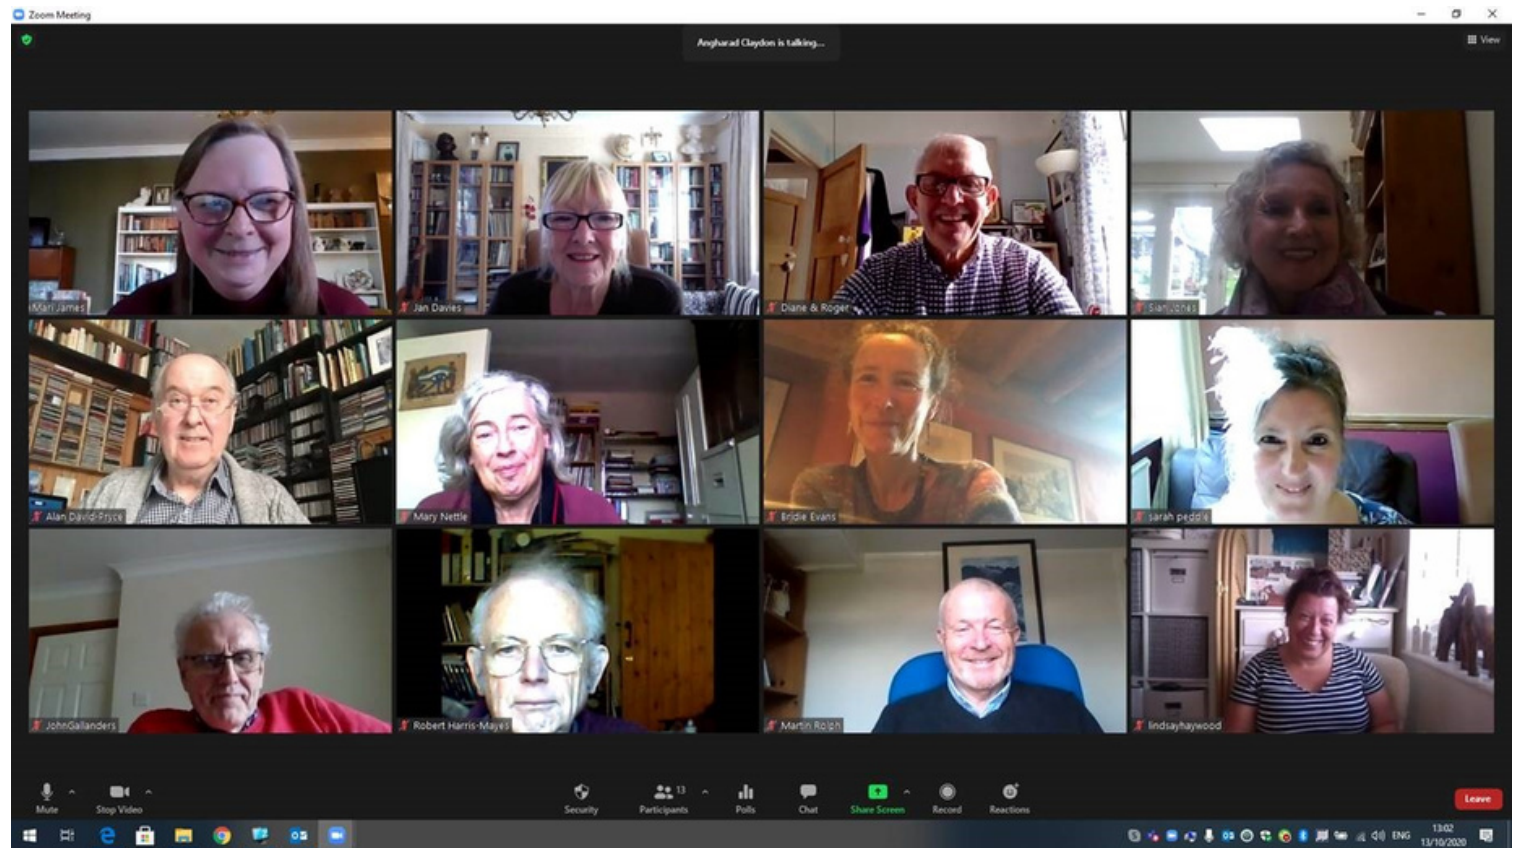 Zoom Meeting
Angharad Claydon is talking...
View
Mari James
Jan Davies
Diane & Roger
Sian Jones
Alan David-Pryce
Mary Nettle
Bridie Evans
sarah peddle
JohnGallanders
Robert Harris-Mayes
Martin Rolph
lindsayhaywood
Mute
Stop Video
Security
Participants
13
Polls
Chat
Share Screen
Record
Reactions
Leave
ENG
13:02
13/10/2020